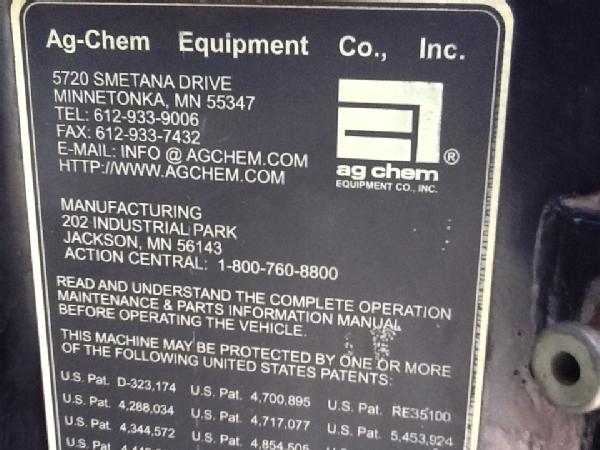 Ag-Chem Equipment Co., Inc.
5720 SMETANA DRIVE
MINNETONKA, MN 55347
TEL: 612-933-9006
FAX: 612-933-7432
E-MAIL: INFO @ AGCHEM.COM
HTTP://WWW.AGCHEM.COM
ag chem ®
EQUIPMENT CO., INC.
MANUFACTURING
202 INDUSTRIAL PARK
JACKSON, MN 56143
ACTION CENTRAL: 1-800-760-8800
READ AND UNDERSTAND THE COMPLETE OPERATION
MAINTENANCE & PARTS INFORMATION MANUAL
BEFORE OPERATING THE VEHICLE.
THIS MACHINE MAY BE PROTECTED BY ONE OR MORE
OF THE FOLLOWING UNITED STATES PATENTS:
U.S. Pat. D-323,174 U.S. Pat. 4,700,895 U.S. Pat. RE35100
U.S. Pat. 4,288,034 U.S. Pat. 4,717,077 U.S. Pat. 5,453,924
U.S. Pat. 4,344,572 U.S. Pat. 4,854,505